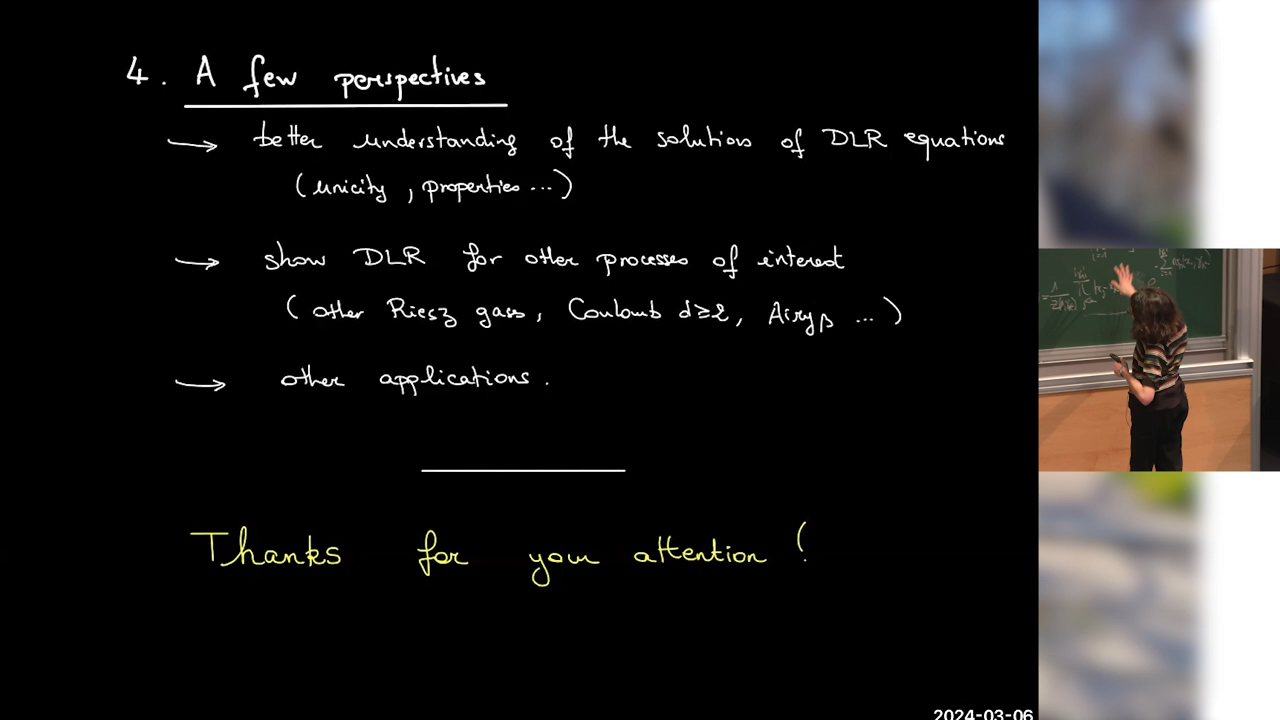 4. A few perspectives
→ better understanding of the solutions of DLR equations
(unicity, properties ...)
→ show DLR for other processes of interest
(other Riesz gases, Coulomb d≥2, Airyβ ...)
→ other applications.
Thanks for your attention !
2024-03-06